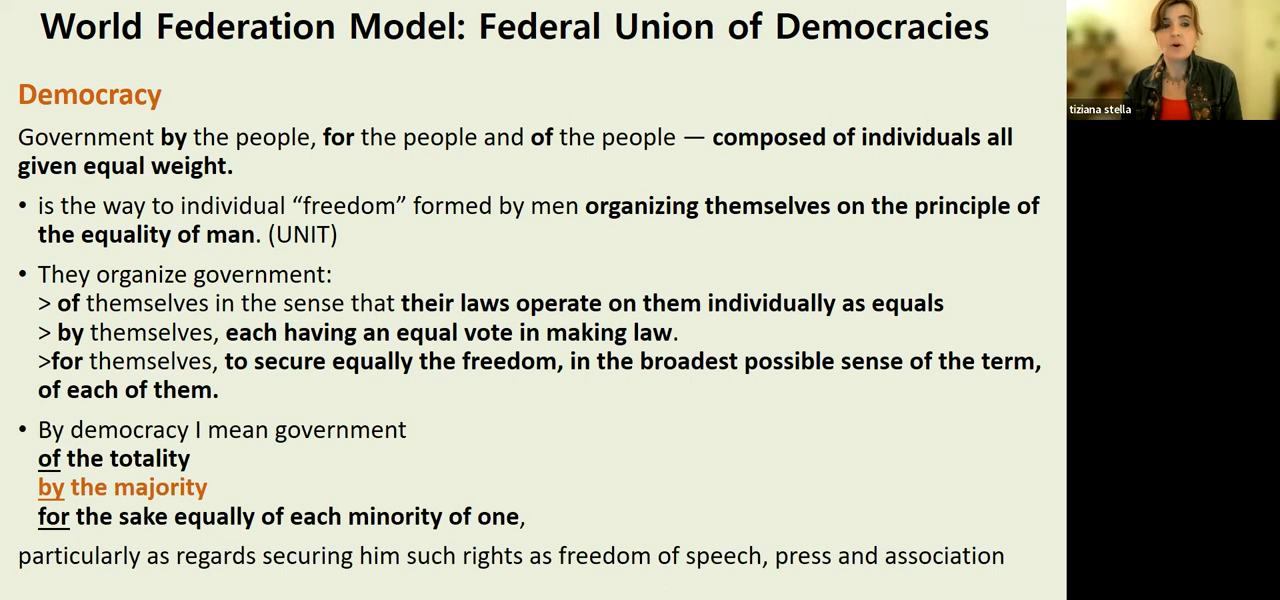 World Federation Model: Federal Union of Democracies
Democracy
Government by the people, for the people and of the people — composed of individuals all
given equal weight.
• is the way to individual “freedom” formed by men organizing themselves on the principle of
the equality of man. (UNIT)
• They organize government:
> of themselves in the sense that their laws operate on them individually as equals
> by themselves, each having an equal vote in making law.
>for themselves, to secure equally the freedom, in the broadest possible sense of the term,
of each of them.
• By democracy I mean government
of the totality
by the majority
for the sake equally of each minority of one,
particularly as regards securing him such rights as freedom of speech, press and association
tiziana stella